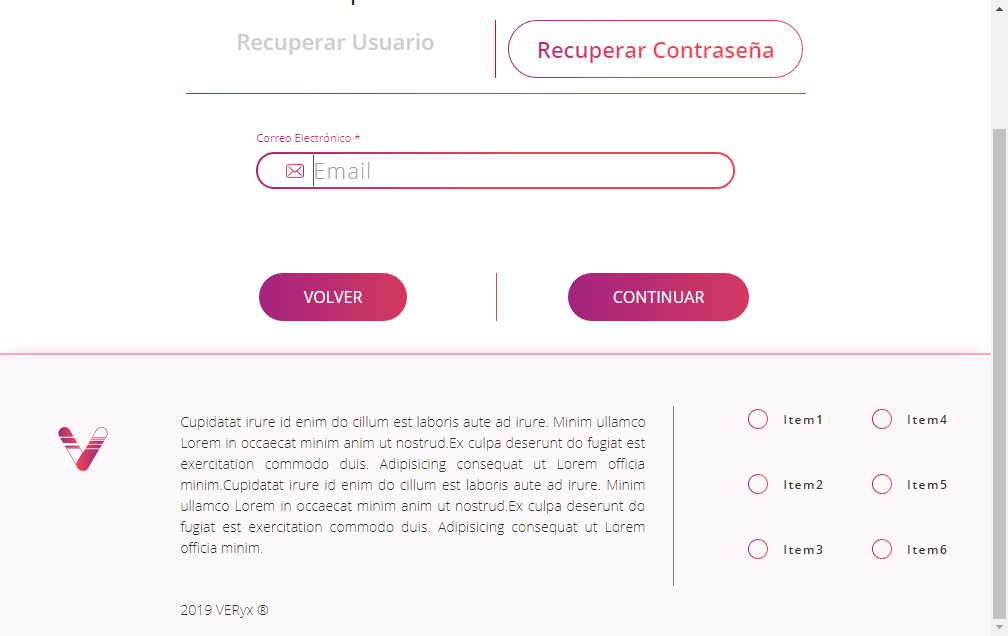 Recuperar Usuario
Recuperar Contraseña
Correo Electrónico *
Email
VOLVER
CONTINUAR
Cupidatat irure id enim do cillum est laboris aute ad irure. Minim ullamco
Lorem in occaecat minim anim ut nostrud.Ex culpa deserunt do fugiat est
exercitation commodo duis. Adipisicing consequat ut Lorem officia
minim.Cupidatat irure id enim do cillum est laboris aute ad irure. Minim
ullamco Lorem in occaecat minim anim ut nostrud.Ex culpa deserunt do
fugiat est exercitation commodo duis. Adipisicing consequat ut Lorem
officia minim.
2019 VERyx ®
Item1
Item4
Item2
Item5
Item3
Item6